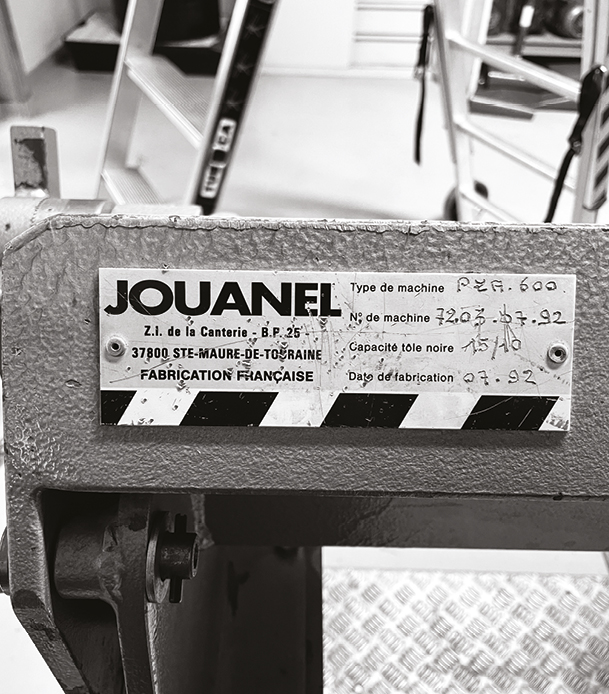 JOUANEL
Z.I. de la Canterie - B.P. 25
37800 STE-MAURE-DE-TOURAINE
FABRICATION FRANÇAISE
Type de machine PZA.600
N° de machine 7203.07.92
Capacité tôle noire 15/10
Date de fabrication 07.92